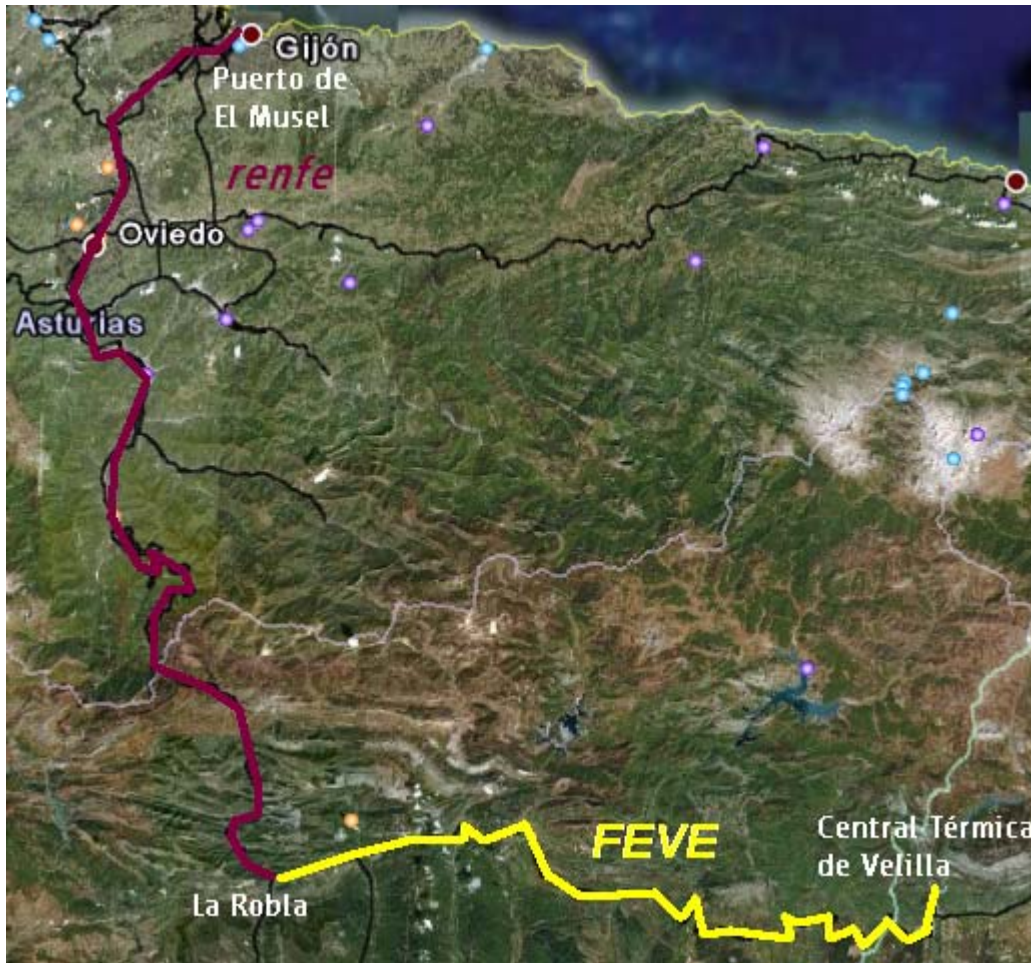 Gijón
Puerto de
El Musel
renfe
Oviedo
Asturias
FEVE
Central Térmica
de Velilla
La Robla